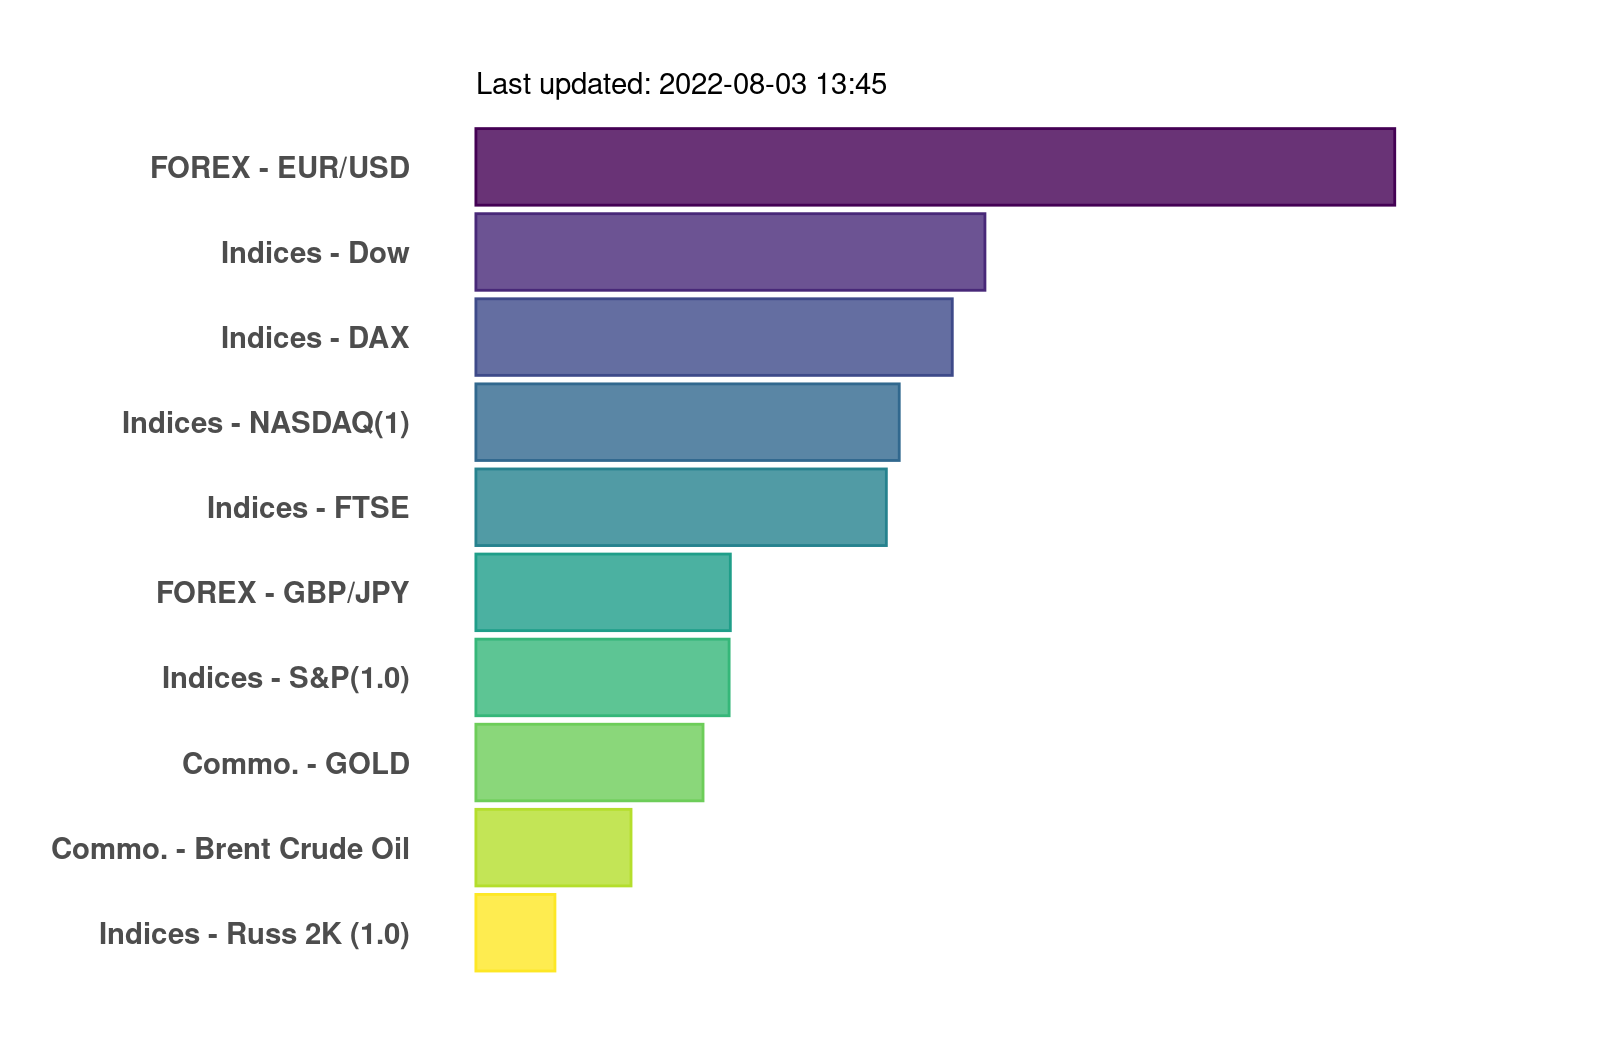 Last updated: 2022-08-03 13:45
FOREX - EUR/USD
Indices - Dow
Indices - DAX
Indices - NASDAQ(1)
Indices - FTSE
FOREX - GBP/JPY
Indices - S&P(1.0)
Commo. - GOLD
Commo. - Brent Crude Oil
Indices - Russ 2K (1.0)